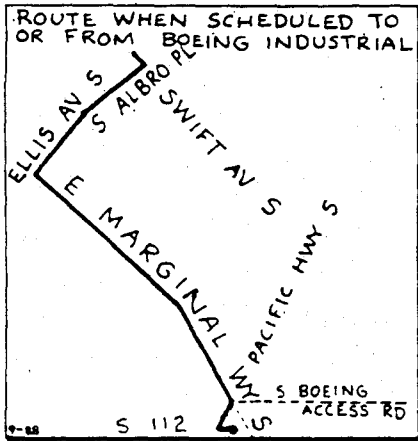 ROUTE WHEN SCHEDULED TO
OR FROM BOEING INDUSTRIAL
ELLIS AV S
S ALBRO PL
SWIFT AV S
E MARGINAL WY S
PACIFIC HWY S
S BOEING
ACCESS RD
S 112
9-88